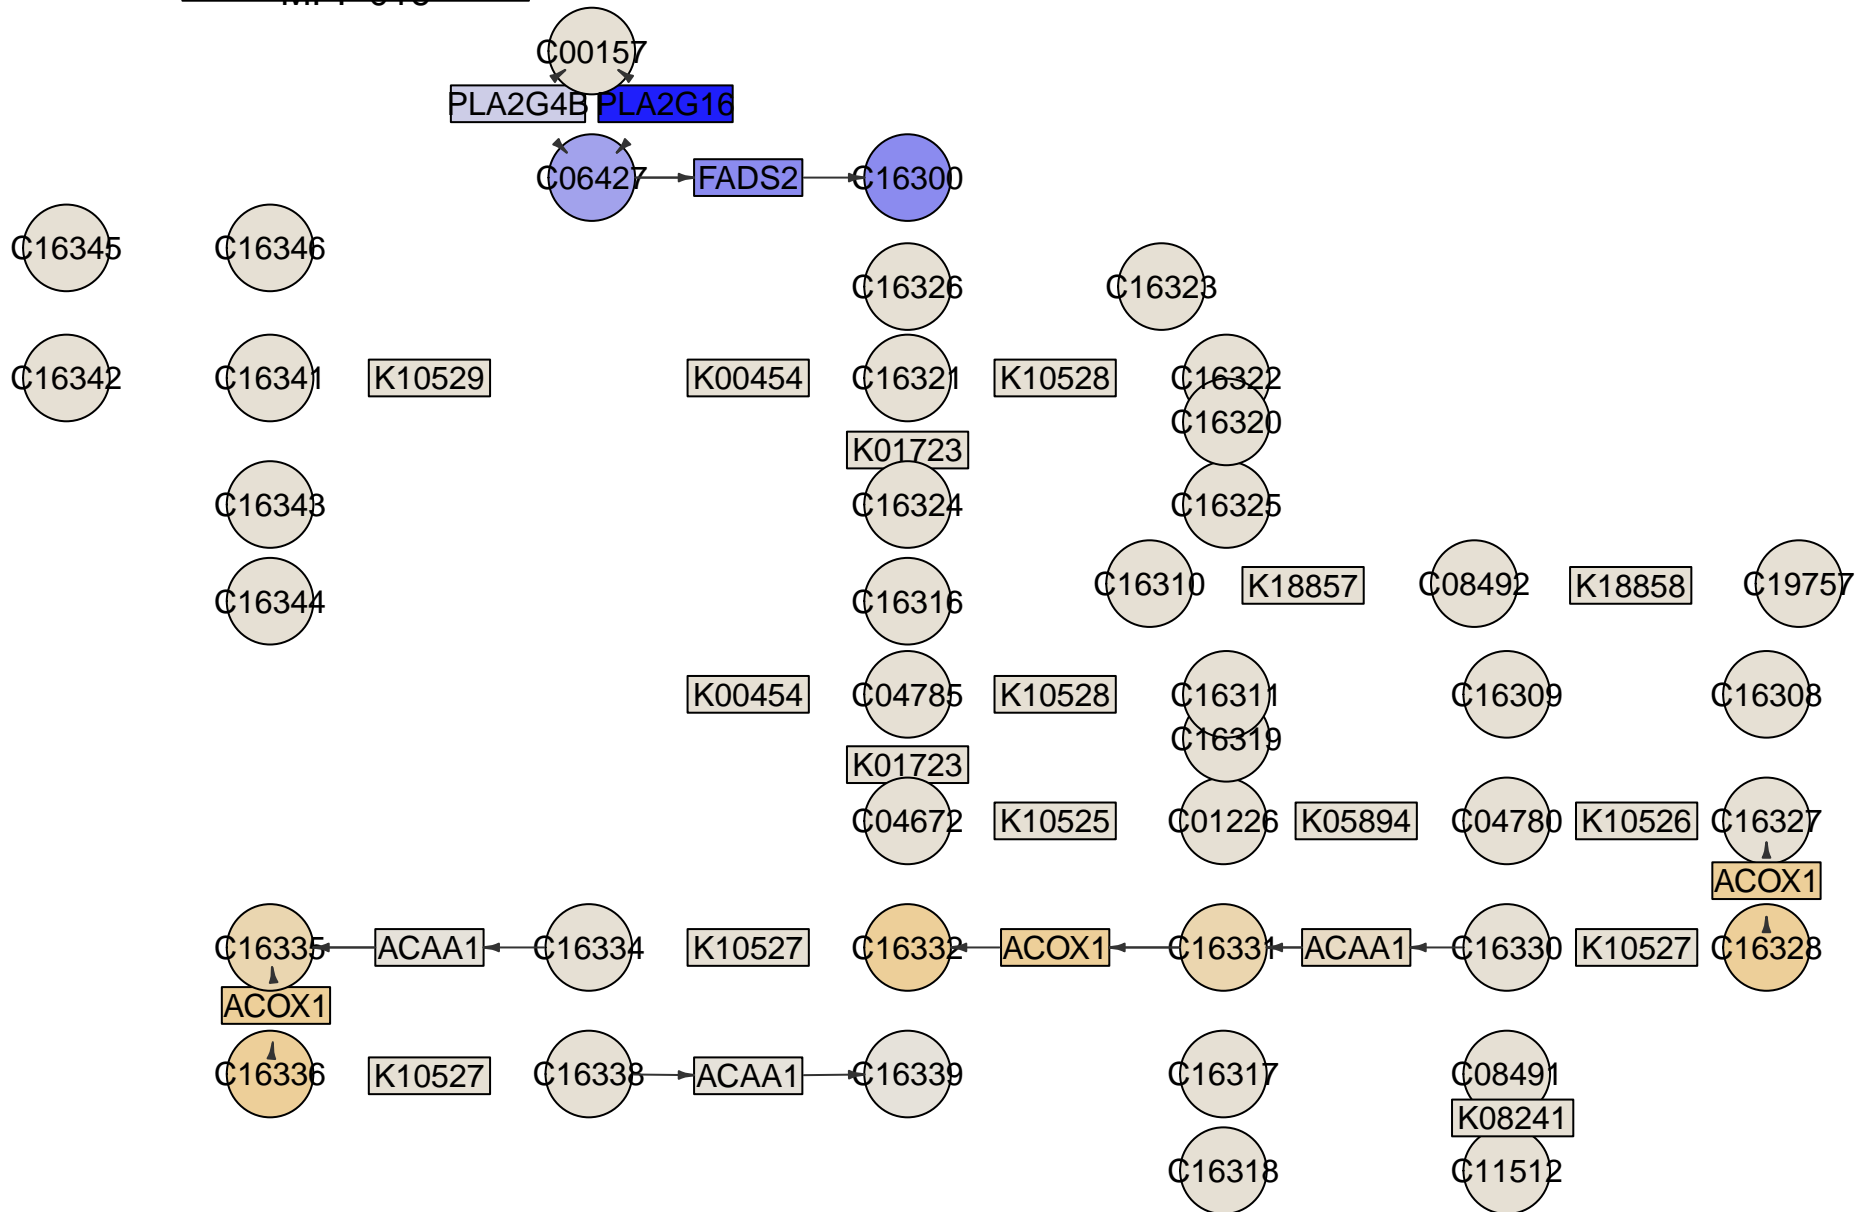 C00157
PLA2G4B PLA2G16
C06427 FADS2 C16300
C16345 C16346
C16326 C16323
C16342 C16341 K10529 K00454 C16321 K10528 C16322
C16320
K01723
C16343 C16324 C16325
C16310 K18857 C08492 K18858 C19757
C16344 C16316
K00454 C04785 K10528 C16311 C16309 C16308
C16319
K01723
C04672 K10525 C01226 K05894 C04780 K10526 C16327
ACOX1
C16335 ACAA1 C16334 K10527 C16332 ACOX1 C16331 ACAA1 C16330 K10527 C16328
ACOX1
C16336 K10527 C16338 ACAA1 C16339 C16317 C08491
K08241
C16318 C11512